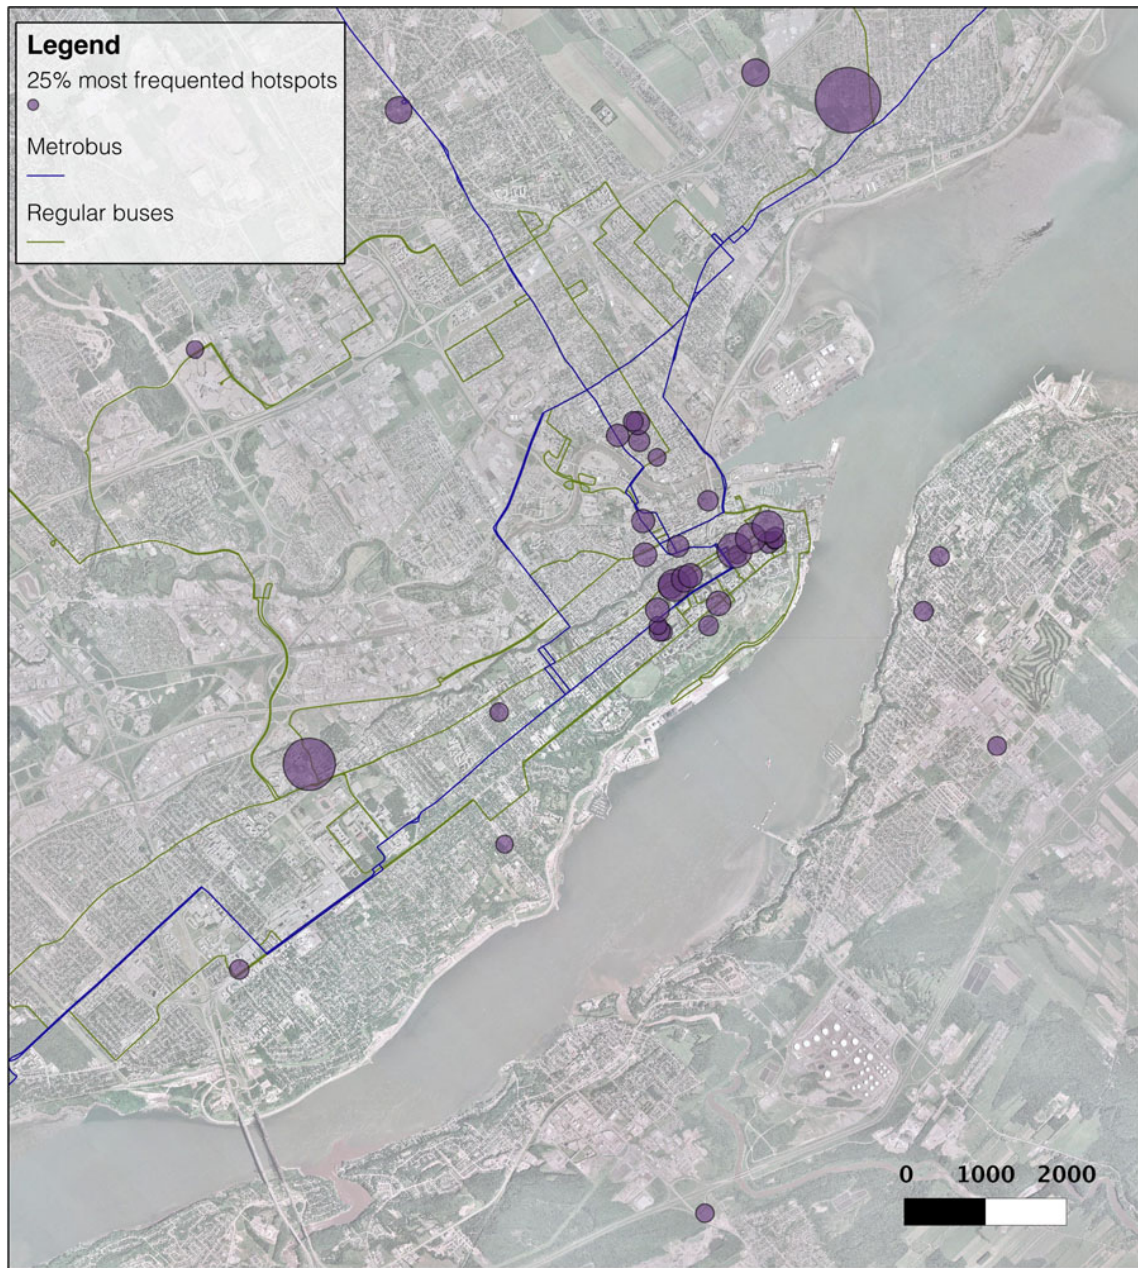 Legend
25% most frequented hotspots
Metrobus
Regular buses
0 1000 2000